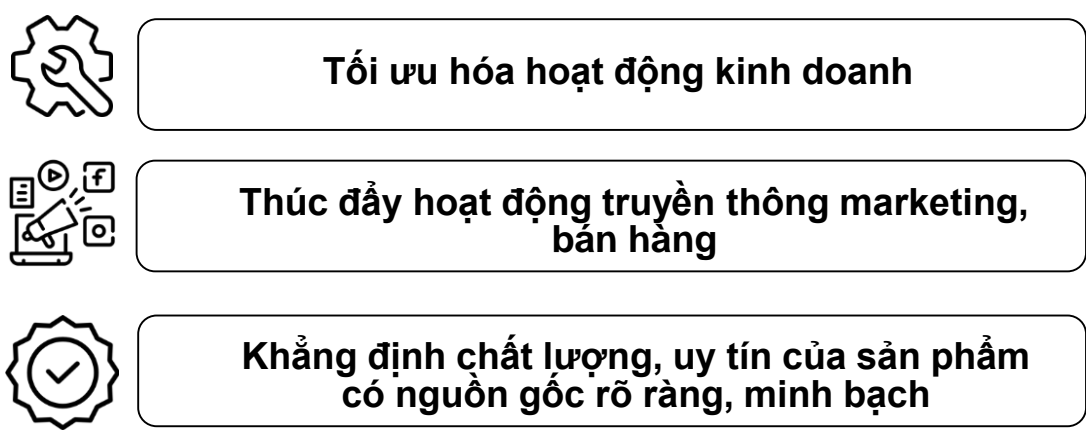 Tối ưu hóa hoạt động kinh doanh
Thúc đẩy hoạt động truyền thông marketing,
bán hàng
Khẳng định chất lượng, uy tín của sản phẩm
có nguồn gốc rõ ràng, minh bạch